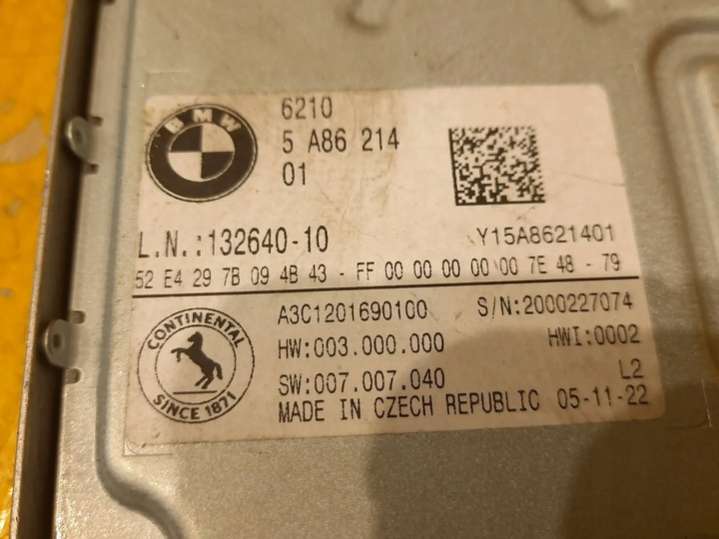 BMW
6210
5 A86 214
01
L.N.:132640-10
Y15A8621401
52 E4 29 7B 09 4B 43 - FF 00 00 00 00 00 7E 48 - 79
CONTINENTAL
SINCE 1871
A3C1201690100
S/N:2000227074
HW:003.000.000
HWI:0002
SW:007.007.040
L2
MADE IN CZECH REPUBLIC 05-11-22